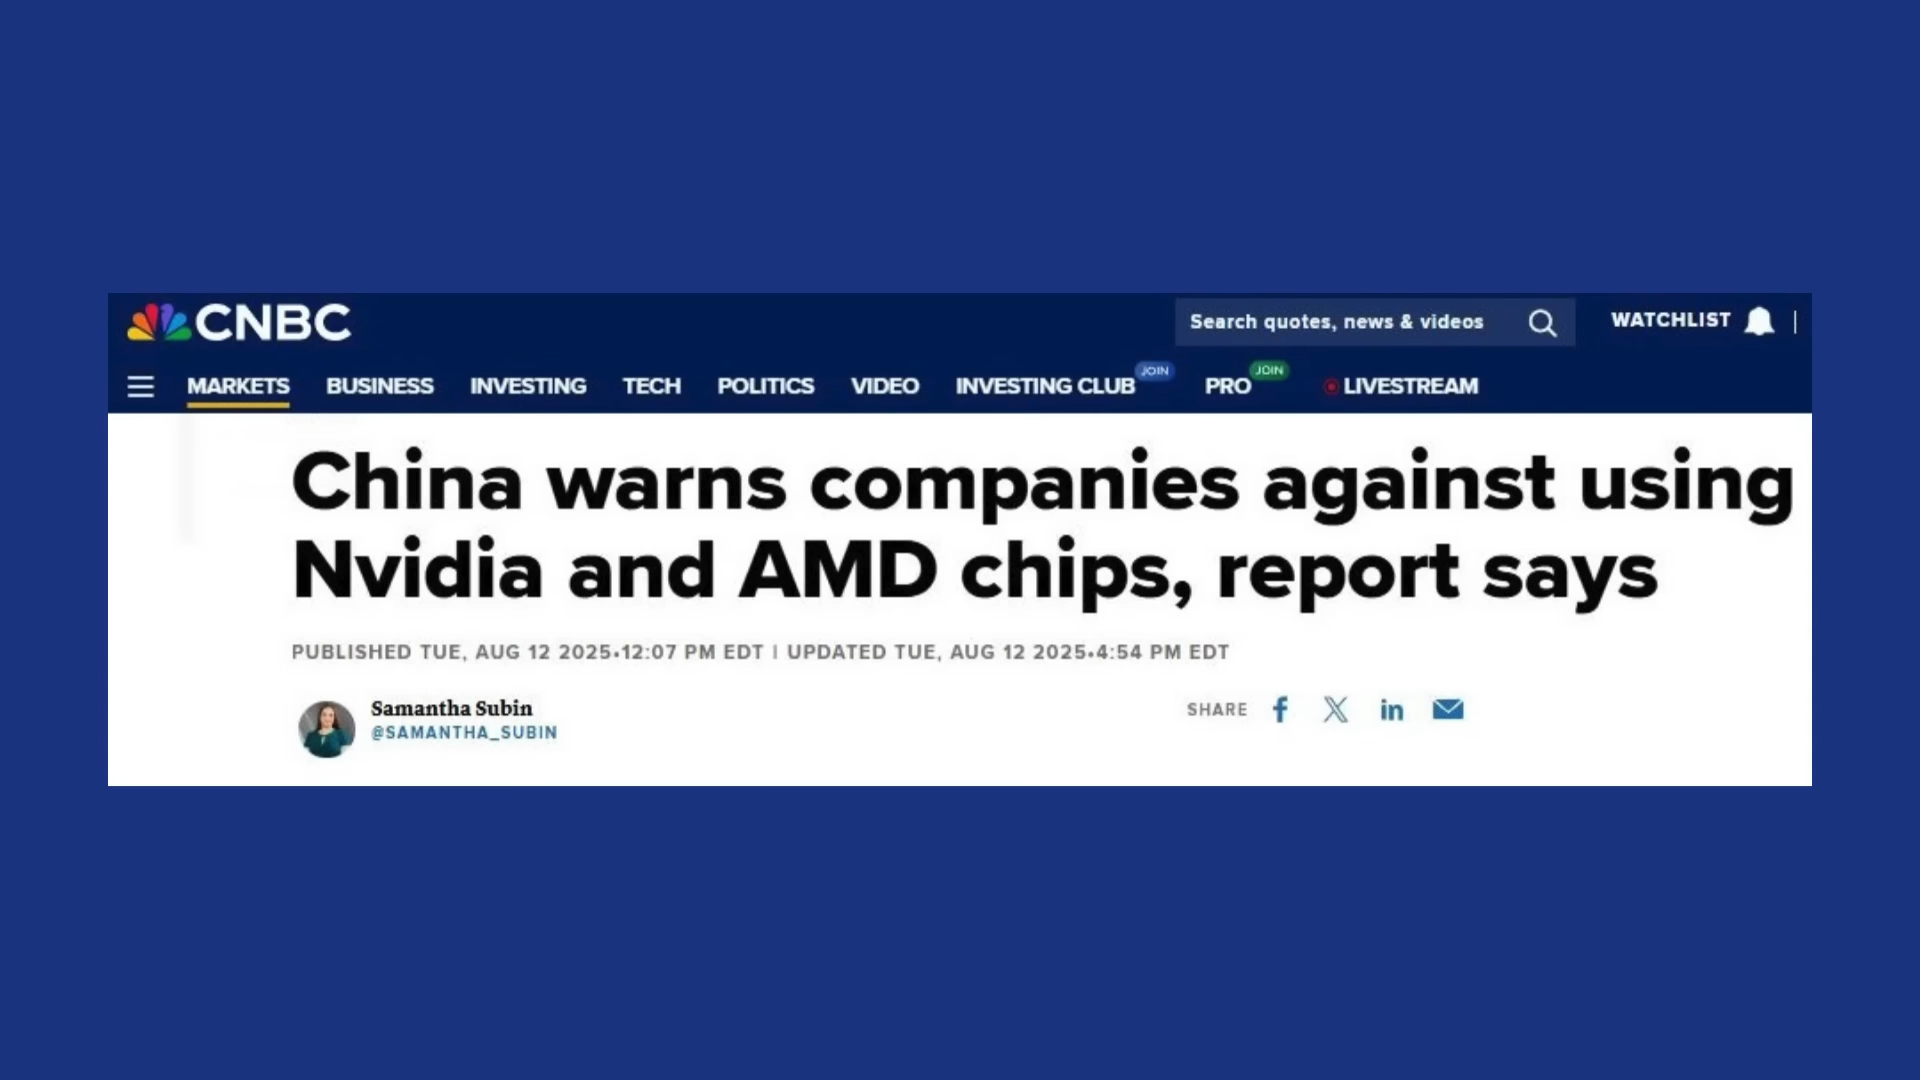 CNBC
Search quotes, news & videos
WATCHLIST
MARKETS BUSINESS INVESTING TECH POLITICS VIDEO INVESTING CLUB JOIN PRO JOIN LIVESTREAM
China warns companies against using
Nvidia and AMD chips, report says
PUBLISHED TUE, AUG 12 2025•12:07 PM EDT | UPDATED TUE, AUG 12 2025•4:54 PM EDT
Samantha Subin
@SAMANTHA_SUBIN
SHARE